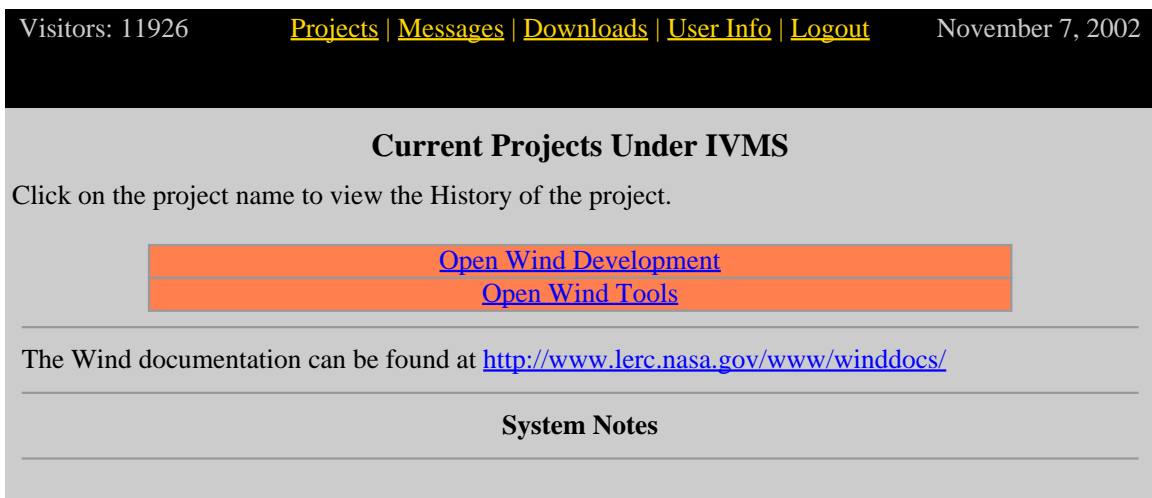 Visitors: 11926 Projects | Messages | Downloads | User Info | Logout November 7, 2002
Current Projects Under IVMS
Click on the project name to view the History of the project.
Open Wind Development
Open Wind Tools
The Wind documentation can be found at http://www.lerc.nasa.gov/www/winddocs/
System Notes